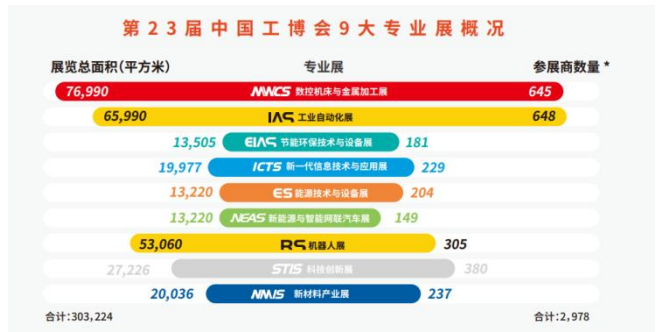 第23届中国工博会9大专业展概况
展览总面积(平方米) 专业展 参展商数量 *
76,990 MWCS 数控机床与金属加工展 645
65,990 IAS 工业自动化展 648
13,505 EIAS 节能环保技术与设备展 181
19,977 ICTS 新一代信息技术与应用展 229
13,220 ES 能源技术与设备展 204
13,220 NEAS 新能源与智能网联汽车展 149
53,060 RS 机器人展 305
27,226 STIS 科技创新展 380
20,036 NMIS 新材料产业展 237
合计:303,224 合计:2,978